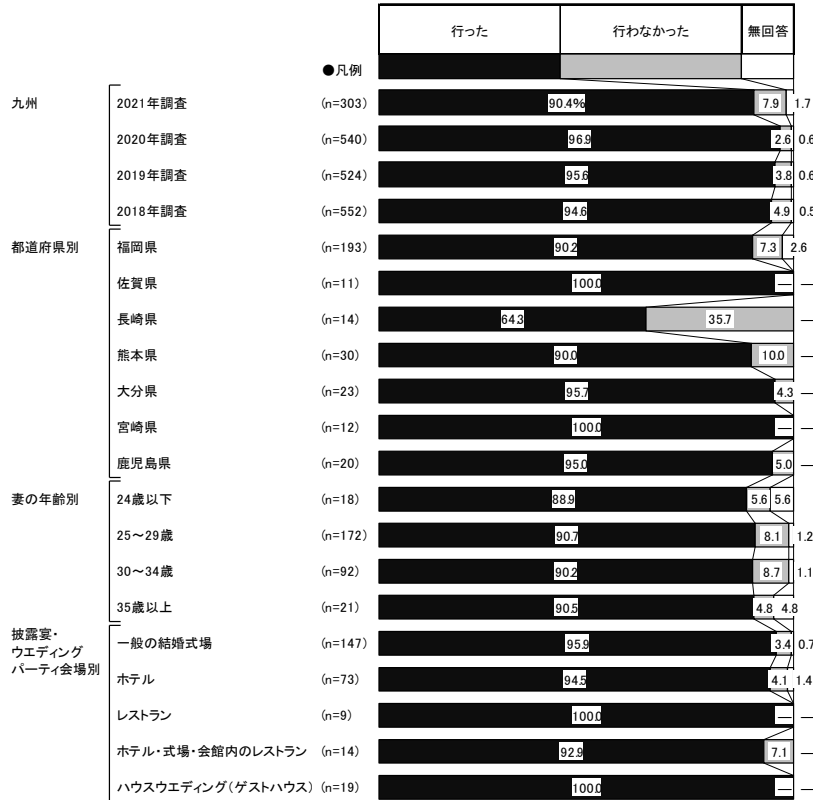 行った 行わなかった 無回答
●凡例
九州 2021年調査 (n=303) 90.4% 7.9 1.7
2020年調査 (n=540) 96.9 2.6 0.6
2019年調査 (n=524) 95.6 3.8 0.6
2018年調査 (n=552) 94.6 4.9 0.5
都道府県別 福岡県 (n=193) 90.2 7.3 2.6
佐賀県 (n=11) 100.0 — —
長崎県 (n=14) 64.3 35.7 —
熊本県 (n=30) 90.0 10.0 —
大分県 (n=23) 95.7 4.3 —
宮崎県 (n=12) 100.0 — —
鹿児島県 (n=20) 95.0 5.0 —
妻の年齢別 24歳以下 (n=18) 88.9 5.6 5.6
25～29歳 (n=172) 90.7 8.1 1.2
30～34歳 (n=92) 90.2 8.7 1.1
35歳以上 (n=21) 90.5 4.8 4.8
披露宴・
ウエディング
パーティ会場別
一般の結婚式場 (n=147) 95.9 3.4 0.7
ホテル (n=73) 94.5 4.1 1.4
レストラン (n=9) 100.0 — —
ホテル・式場・会館内のレストラン (n=14) 92.9 7.1 —
ハウスウエディング（ゲストハウス） (n=19) 100.0 — —